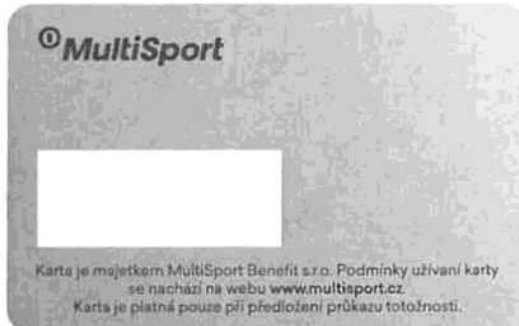 MultiSport
Karta je majetkem MultiSport Benefit s.r.o. Podmínky užívaní karty
se nachází na webu www.multisport.cz.
Karta je platná pouze při předložení průkazu totožnosti.